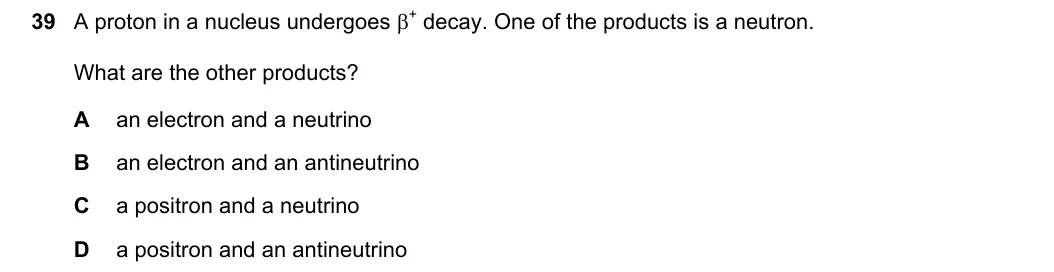 39 A proton in a nucleus undergoes β⁺ decay. One of the products is a neutron.
What are the other products?
A an electron and a neutrino
B an electron and an antineutrino
C a positron and a neutrino
D a positron and an antineutrino